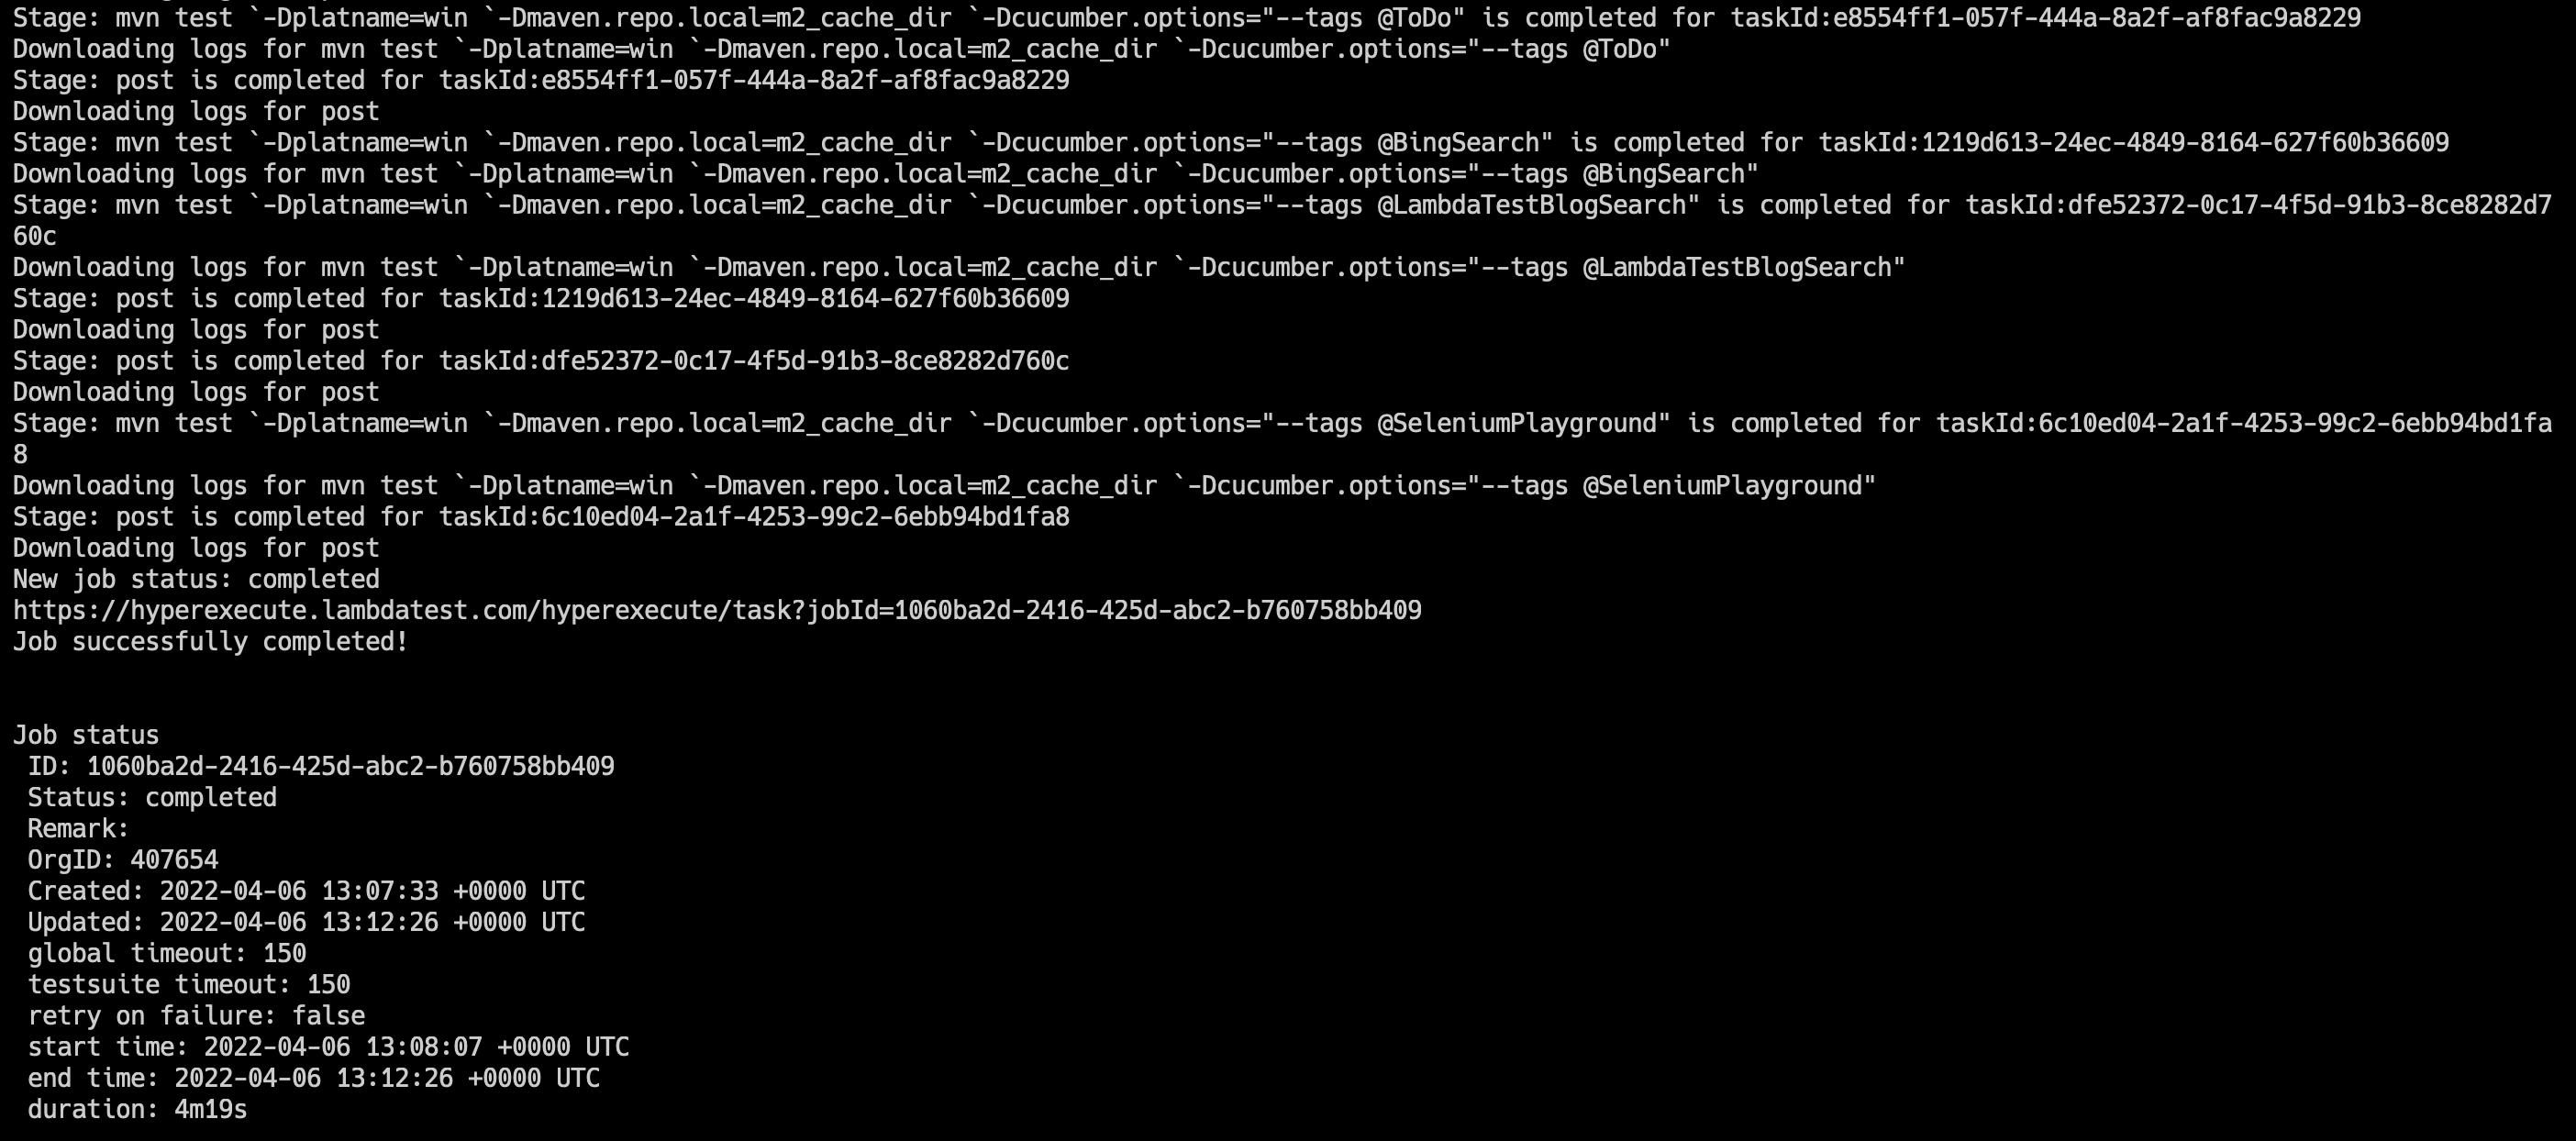 Stage: mvn test `-Dplatname=win `-Dmaven.repo.local=m2_cache_dir `-Dcucumber.options="--tags @ToDo" is completed for taskId:e8554ff1-057f-444a-8a2f-af8fac9a8229
Downloading logs for mvn test `-Dplatname=win `-Dmaven.repo.local=m2_cache_dir `-Dcucumber.options="--tags @ToDo"
Stage: post is completed for taskId:e8554ff1-057f-444a-8a2f-af8fac9a8229
Downloading logs for post
Stage: mvn test `-Dplatname=win `-Dmaven.repo.local=m2_cache_dir `-Dcucumber.options="--tags @BingSearch" is completed for taskId:1219d613-24ec-4849-8164-627f60b36609
Downloading logs for mvn test `-Dplatname=win `-Dmaven.repo.local=m2_cache_dir `-Dcucumber.options="--tags @BingSearch"
Stage: mvn test `-Dplatname=win `-Dmaven.repo.local=m2_cache_dir `-Dcucumber.options="--tags @LambdaTestBlogSearch" is completed for taskId:dfe52372-0c17-4f5d-91b3-8ce8282d7
60c
Downloading logs for mvn test `-Dplatname=win `-Dmaven.repo.local=m2_cache_dir `-Dcucumber.options="--tags @LambdaTestBlogSearch"
Stage: post is completed for taskId:1219d613-24ec-4849-8164-627f60b36609
Downloading logs for post
Stage: post is completed for taskId:dfe52372-0c17-4f5d-91b3-8ce8282d760c
Downloading logs for post
Stage: mvn test `-Dplatname=win `-Dmaven.repo.local=m2_cache_dir `-Dcucumber.options="--tags @SeleniumPlayground" is completed for taskId:6c10ed04-2a1f-4253-99c2-6ebb94bd1fa
8
Downloading logs for mvn test `-Dplatname=win `-Dmaven.repo.local=m2_cache_dir `-Dcucumber.options="--tags @SeleniumPlayground"
Stage: post is completed for taskId:6c10ed04-2a1f-4253-99c2-6ebb94bd1fa8
Downloading logs for post
New job status: completed
https://hyperexecute.lambdatest.com/hyperexecute/task?jobId=1060ba2d-2416-425d-abc2-b760758bb409
Job successfully completed!
Job status
ID: 1060ba2d-2416-425d-abc2-b760758bb409
Status: completed
Remark:
OrgID: 407654
Created: 2022-04-06 13:07:33 +0000 UTC
Updated: 2022-04-06 13:12:26 +0000 UTC
global timeout: 150
testsuite timeout: 150
retry on failure: false
start time: 2022-04-06 13:08:07 +0000 UTC
end time: 2022-04-06 13:12:26 +0000 UTC
duration: 4m19s